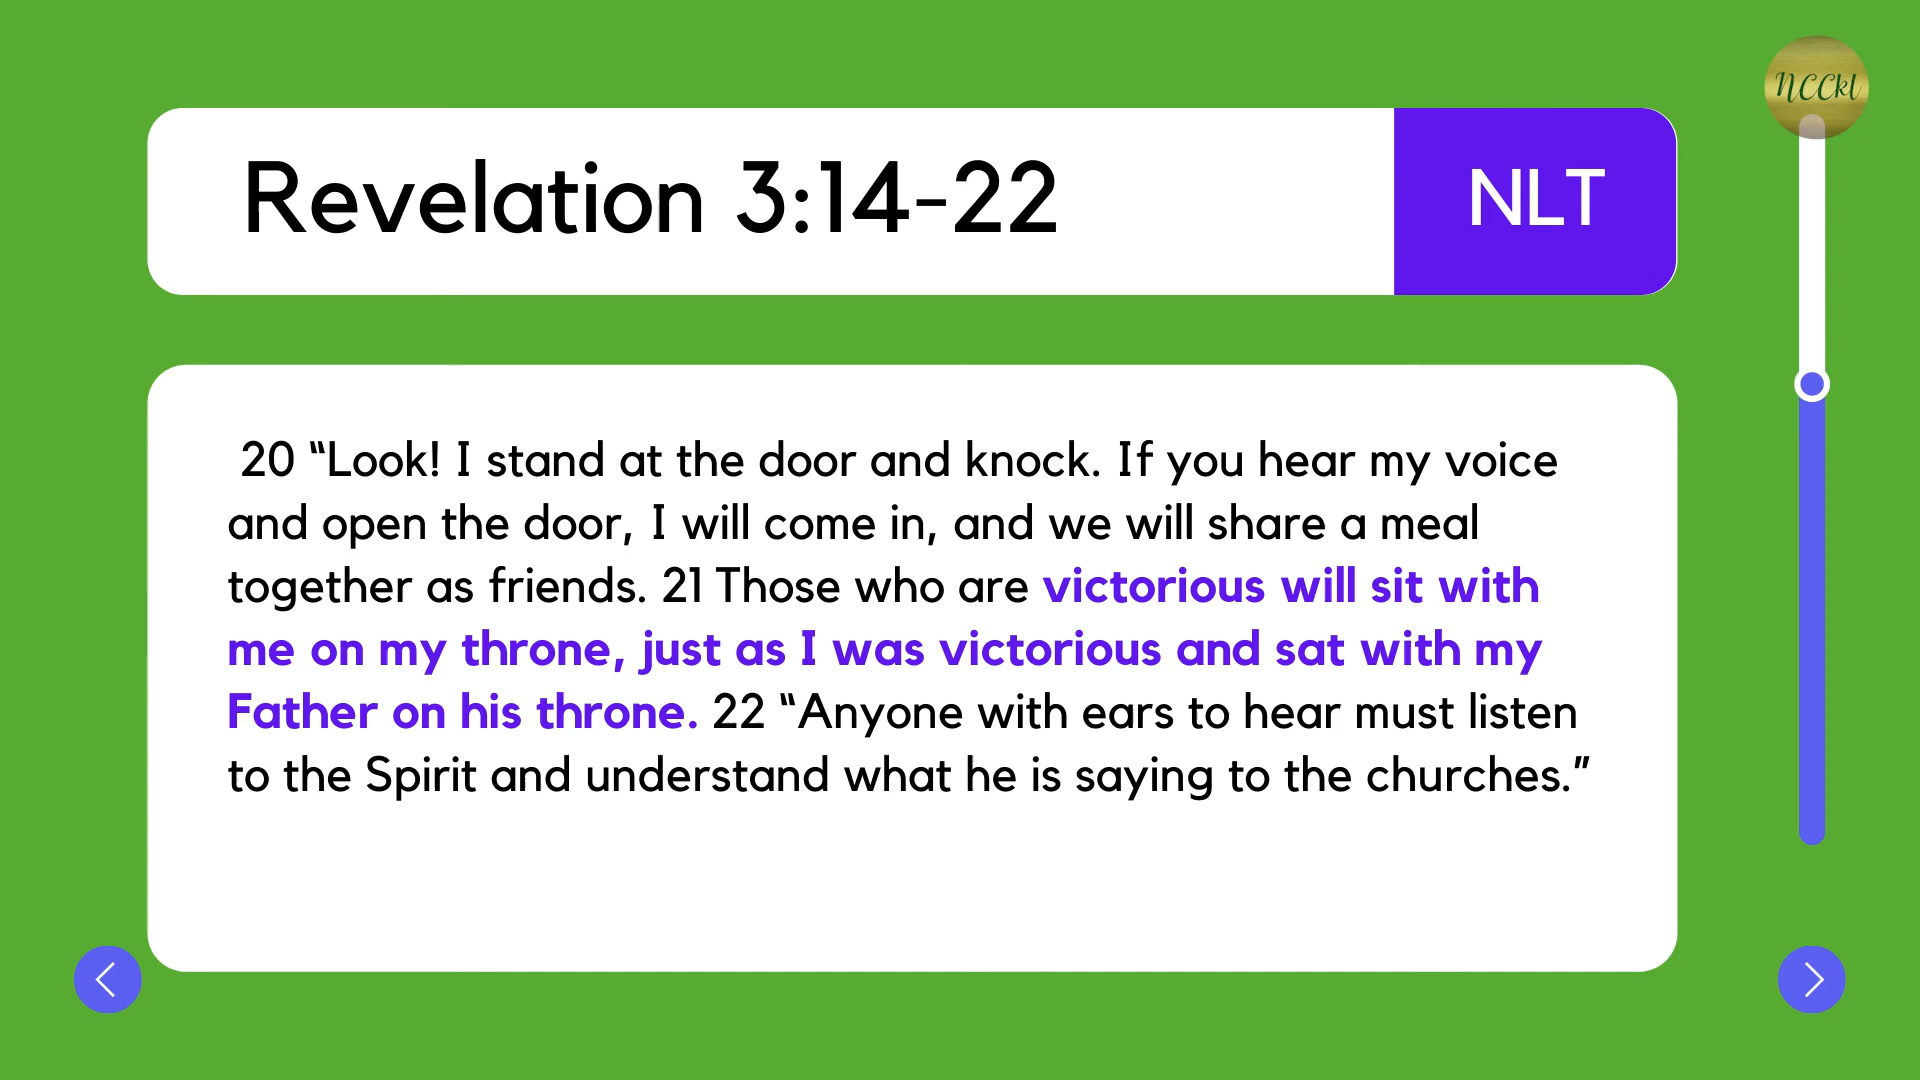 NCCkl
Revelation 3:14-22
NLT
20 “Look! I stand at the door and knock. If you hear my voice
and open the door, I will come in, and we will share a meal
together as friends. 21 Those who are victorious will sit with
me on my throne, just as I was victorious and sat with my
Father on his throne. 22 “Anyone with ears to hear must listen
to the Spirit and understand what he is saying to the churches.”